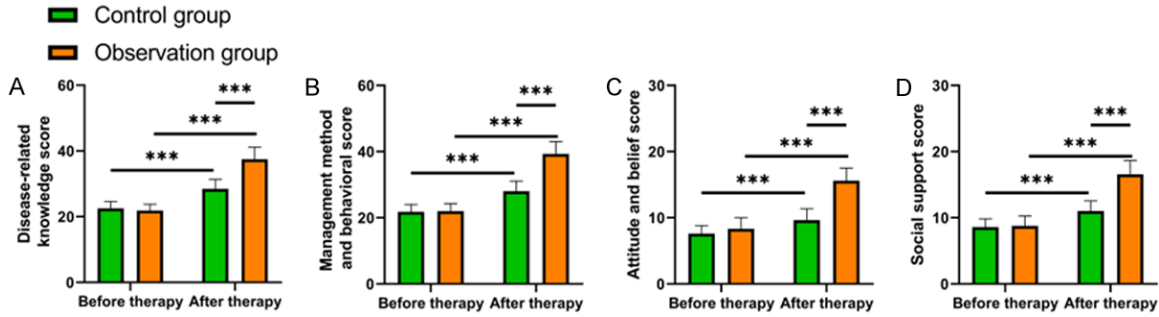 Control group
Observation group
A
Disease-related
knowledge score
60
40
20
0
***
***
***
Before therapy After therapy
B
Management method
and behavioral score
60
40
20
0
***
***
***
Before therapy After therapy
C
Attitude and belief score
30
20
10
0
***
***
***
Before therapy After therapy
D
Social support score
30
20
10
0
***
***
***
Before therapy After therapy